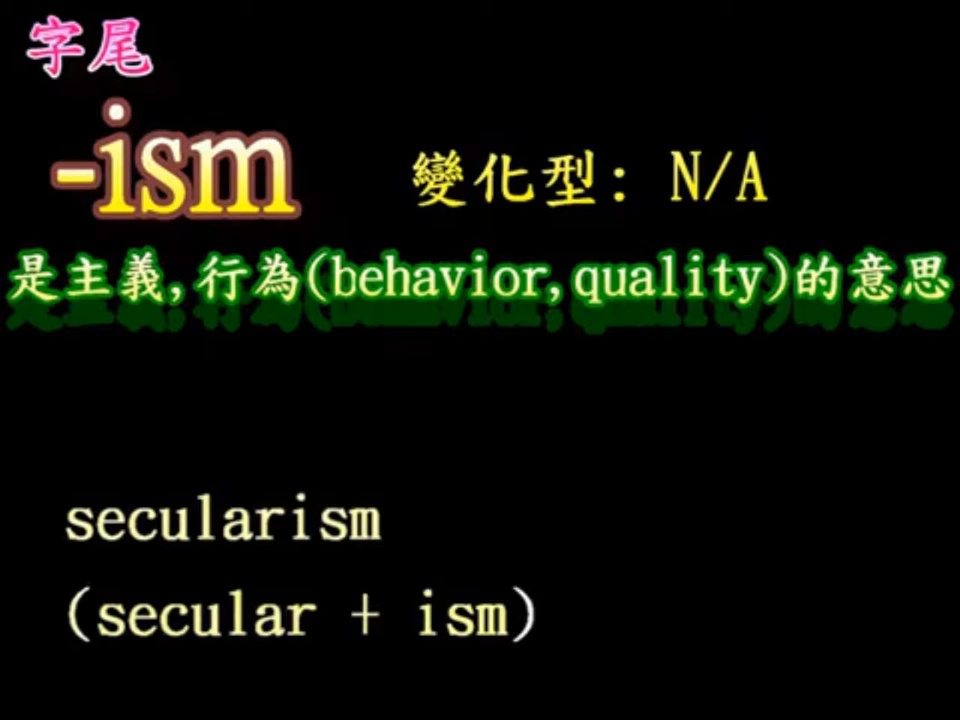 字尾
-ism
變化型: N/A
是主義,行為(behavior,quality)的意思
secularism
(secular + ism)